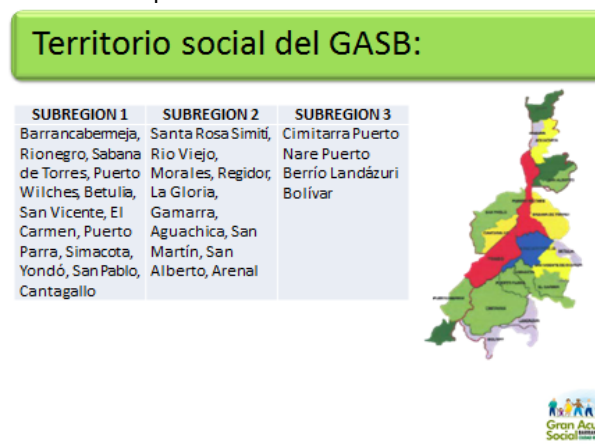 Territorio social del GASB:
SUBREGION 1
Barrancabermeja,
Rionegro, Sabana
de Torres, Puerto
Wilches, Betulia,
San Vicente, El
Carmen, Puerto
Parra, Simacota,
Yondó, San Pablo,
Cantagallo
SUBREGION 2
Santa Rosa Simití,
Rio Viejo,
Morales, Regidor,
La Gloria,
Gamarra,
Aguachica, San
Martín, San
Alberto, Arenal
SUBREGION 3
Cimitarra Puerto
Nare Puerto
Berrío Landázuri
Bolívar
Gran Acu
Social